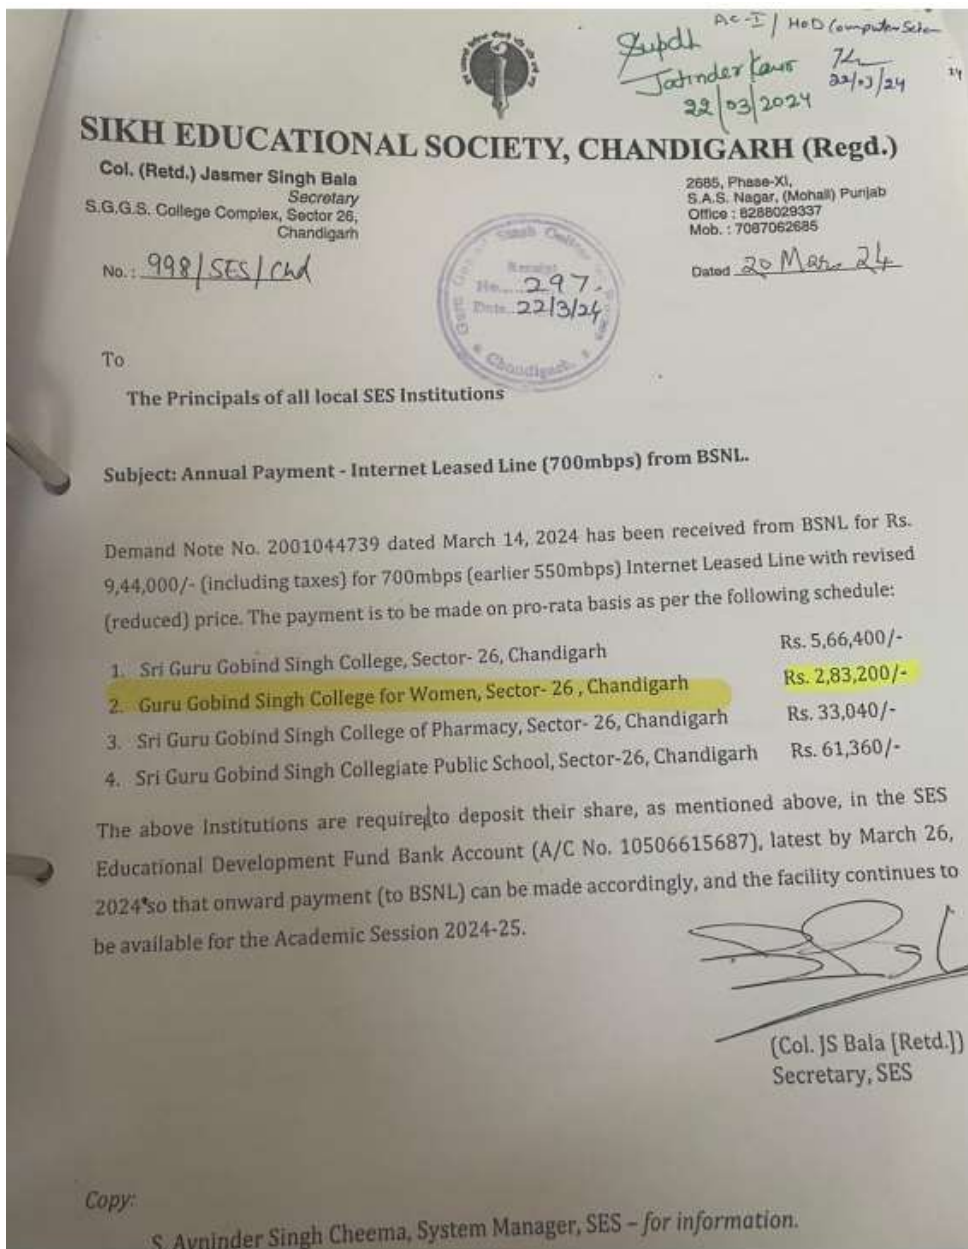 AC-I / HOD Computer Scien
Supdt
Jatinder Kaur
22/03/2024
22/03/24
24
SIKH EDUCATIONAL SOCIETY, CHANDIGARH (Regd.)
Col. (Retd.) Jasmer Singh Bala
Secretary
S.G.G.S. College Complex, Sector 26,
Chandigarh
2685, Phase-XI,
S.A.S. Nagar, (Mohali) Punjab
Office : 8288029337
Mob. : 7087062685
No. : 998/SES/Chd
Receipt
No. 297.
Date. 22/3/24
Chandigarh
Dated 20 Mar. 24
To
The Principals of all local SES Institutions
Subject: Annual Payment - Internet Leased Line (700mbps) from BSNL.
Demand Note No. 2001044739 dated March 14, 2024 has been received from BSNL for Rs.
9,44,000/- (including taxes) for 700mbps (earlier 550mbps) Internet Leased Line with revised
(reduced) price. The payment is to be made on pro-rata basis as per the following schedule:
1. Sri Guru Gobind Singh College, Sector- 26, Chandigarh Rs. 5,66,400/-
2. Guru Gobind Singh College for Women, Sector- 26 , Chandigarh Rs. 2,83,200/-
3. Sri Guru Gobind Singh College of Pharmacy, Sector- 26, Chandigarh Rs. 33,040/-
4. Sri Guru Gobind Singh Collegiate Public School, Sector-26, Chandigarh Rs. 61,360/-
The above Institutions are require to deposit their share, as mentioned above, in the SES
Educational Development Fund Bank Account (A/C No. 10506615687), latest by March 26,
2024 so that onward payment (to BSNL) can be made accordingly, and the facility continues to
be available for the Academic Session 2024-25.
(Col. JS Bala [Retd.])
Secretary, SES
Copy:
S. Avninder Singh Cheema, System Manager, SES – for information.